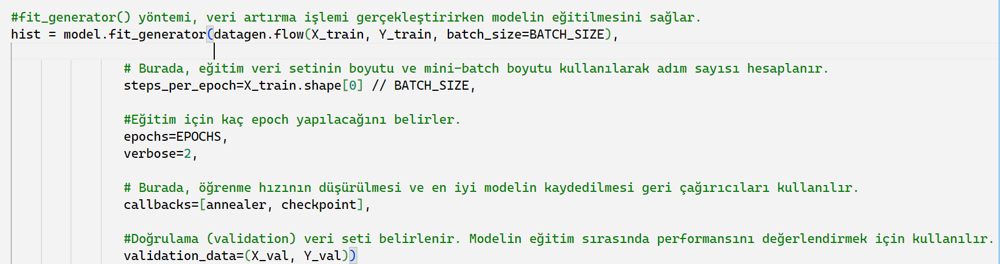 #fit_generator() yöntemi, veri artırma işlemi gerçekleştirirken modelin eğitilmesini sağlar.
hist = model.fit_generator(datagen.flow(X_train, Y_train, batch_size=BATCH_SIZE),
# Burada, eğitim veri setinin boyutu ve mini-batch boyutu kullanılarak adım sayısı hesaplanır.
steps_per_epoch=X_train.shape[0] // BATCH_SIZE,
#Eğitim için kaç epoch yapılacağını belirler.
epochs=EPOCHS,
verbose=2,
# Burada, öğrenme hızının düşürülmesi ve en iyi modelin kaydedilmesi geri çağırıcıları kullanılır.
callbacks=[annealer, checkpoint],
#Doğrulama (validation) veri seti belirlenir. Modelin eğitim sırasında performansını değerlendirmek için kullanılır.
validation_data=(X_val, Y_val))